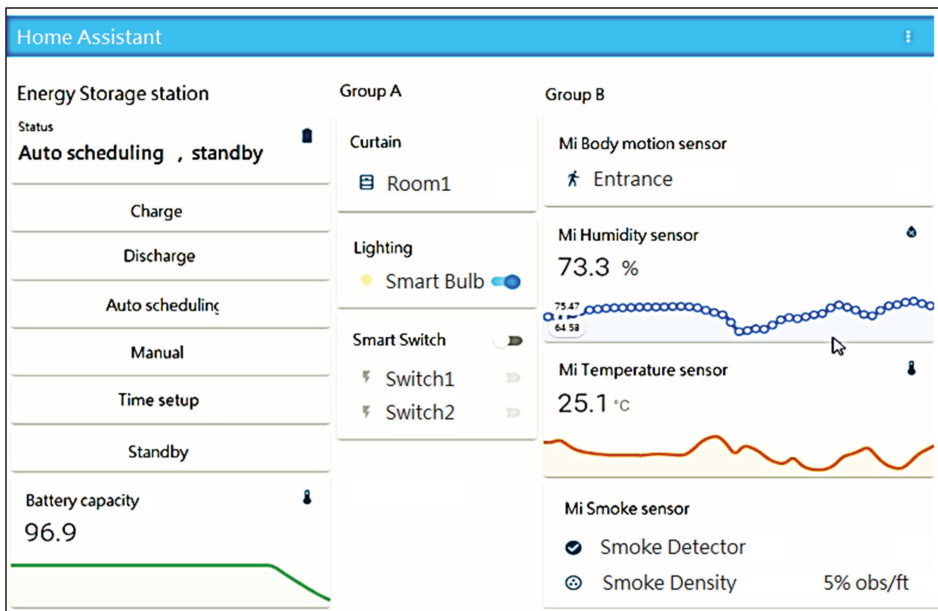 Home Assistant
Energy Storage station
Status
Auto scheduling , standby
Charge
Discharge
Auto scheduling
Manual
Time setup
Standby
Battery capacity
96.9
Group A
Curtain
Room1
Lighting
Smart Bulb
Smart Switch
Switch1
Switch2
Group B
Mi Body motion sensor
Entrance
Mi Humidity sensor
73.3 %
75.47
64.58
Mi Temperature sensor
25.1 °C
Mi Smoke sensor
Smoke Detector
Smoke Density 5% obs/ft